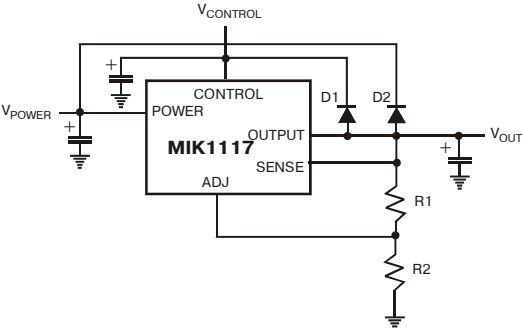 VCONTROL
+
CONTROL
D1 D2
VPOWER
POWER
+
OUTPUT
VOUT
MIK1117
+
SENSE
ADJ
R1
R2